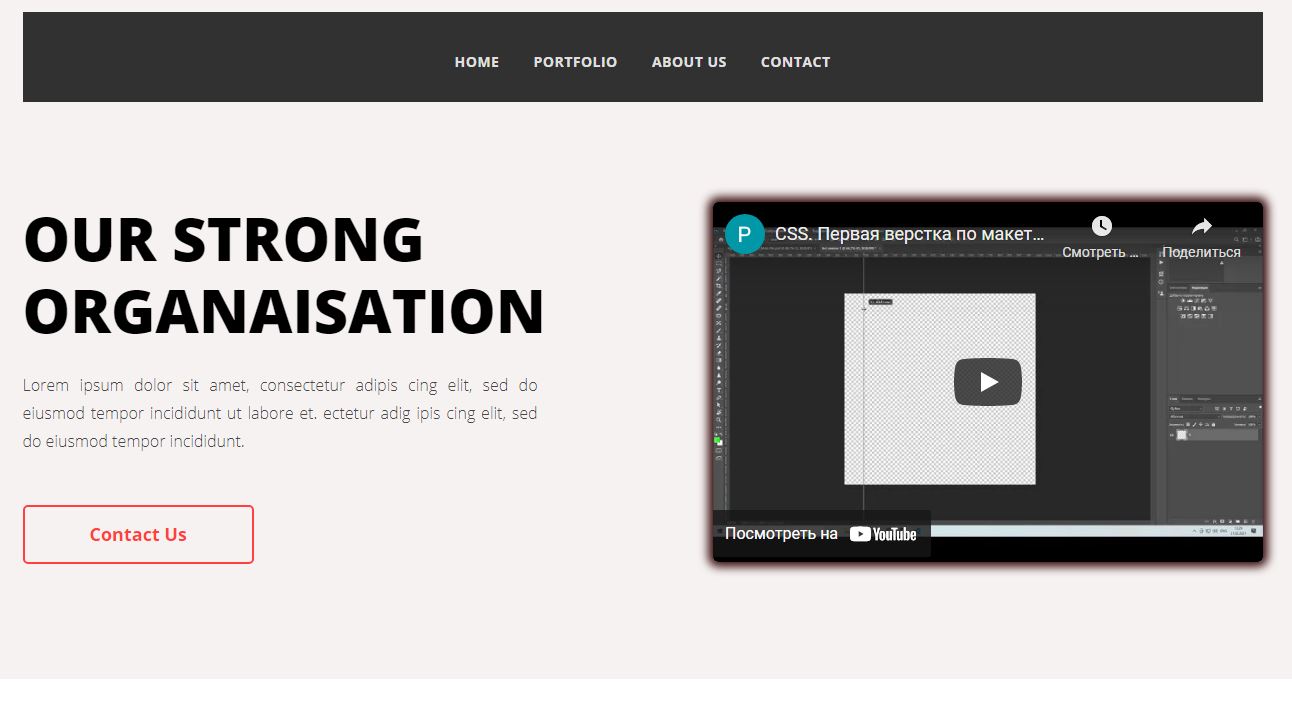 HOME PORTFOLIO ABOUT US CONTACT
OUR STRONG
ORGANAISATION
Lorem ipsum dolor sit amet, consectetur adipis cing elit, sed do
eiusmod tempor incididunt ut labore et. ectetur adig ipis cing elit, sed
do eiusmod tempor incididunt.
Contact Us
P CSS. Первая верстка по макет...
Смотреть ... Поделиться
Посмотреть на YouTube